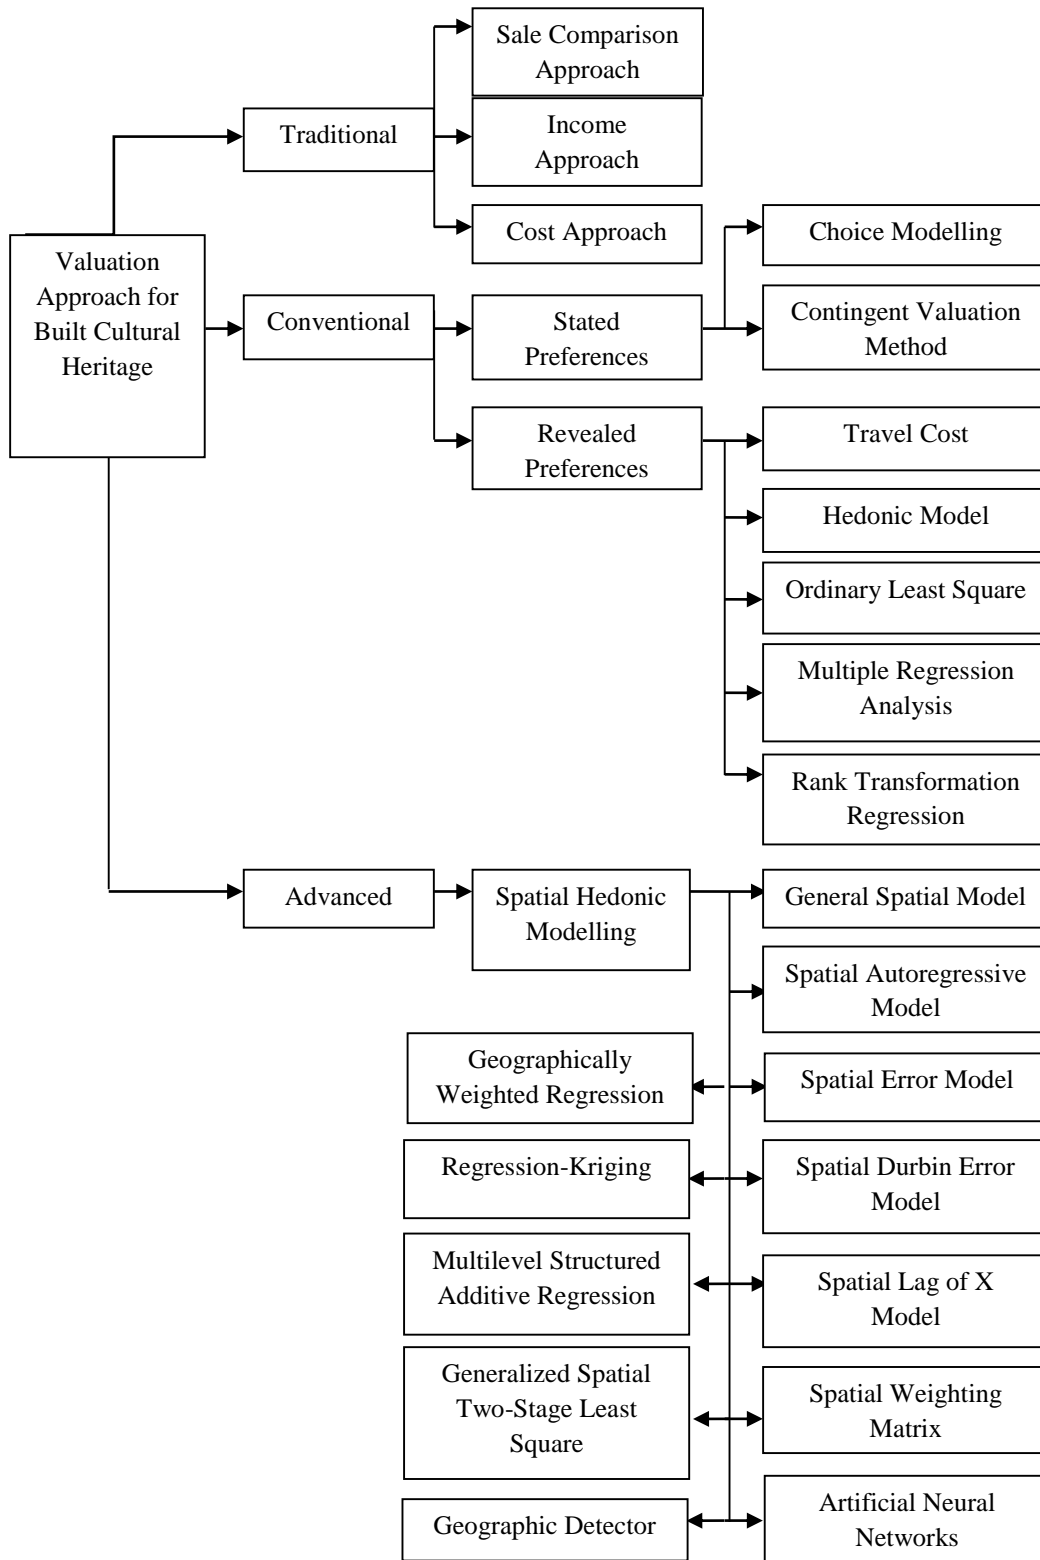 Sale Comparison
Approach
Traditional
Income
Approach
Cost Approach
Choice Modelling
Valuation
Approach for
Built Cultural
Heritage
Conventional
Stated
Preferences
Contingent Valuation
Method
Revealed
Preferences
Travel Cost
Hedonic Model
Ordinary Least Square
Multiple Regression
Analysis
Rank Transformation
Regression
Advanced
Spatial Hedonic
Modelling
General Spatial Model
Spatial Autoregressive
Model
Geographically
Weighted Regression
Spatial Error Model
Regression-Kriging
Spatial Durbin Error
Model
Multilevel Structured
Additive Regression
Spatial Lag of X
Model
Generalized Spatial
Two-Stage Least
Square
Spatial Weighting
Matrix
Geographic Detector
Artificial Neural
Networks